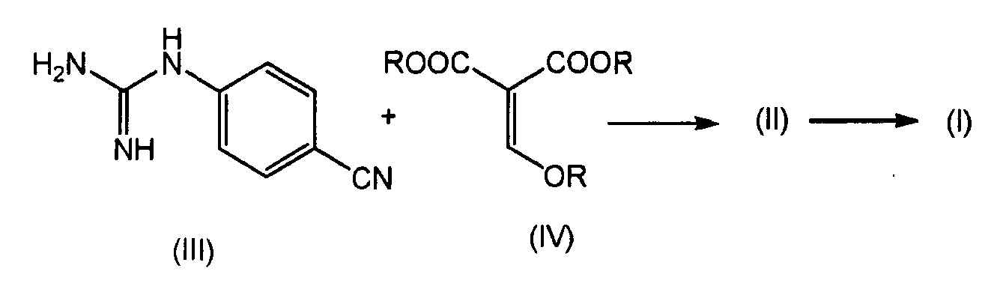 H
H₂N N
NH
CN
(III)
+
ROOC COOR
OR
(IV)
(II)
(I)